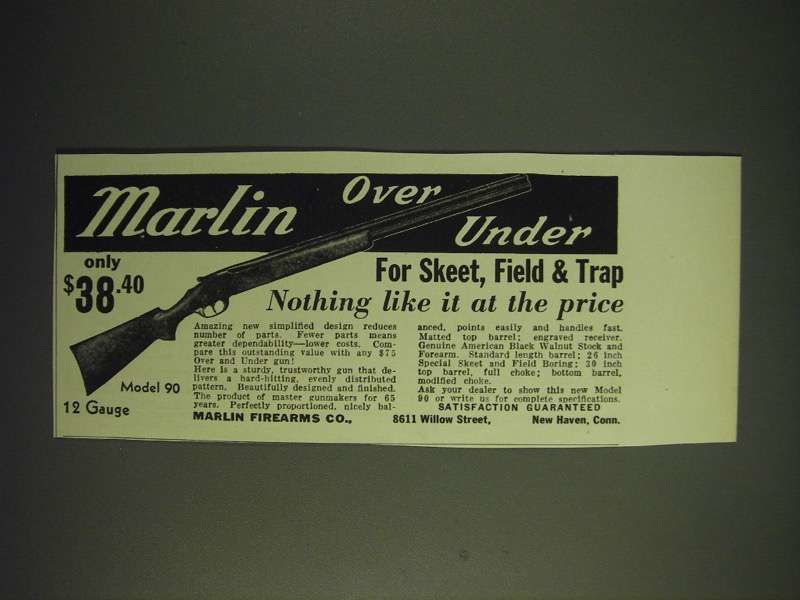 Marlin Over
Under
only
$38.40
For Skeet, Field & Trap
Nothing like it at the price
Amazing new simplified design reduces
number of parts. Fewer parts means
greater dependability—lower costs. Com-
pare this outstanding value with any $75
Over and Under gun!
Here is a sturdy, trustworthy gun that de-
livers a hard-hitting, evenly distributed
pattern. Beautifully designed and finished.
The product of master gunmakers for 65
years. Perfectly proportioned, nicely bal-
anced, points easily and handles fast.
Matted top barrel; engraved receiver.
Genuine American Black Walnut Stock and
Forearm. Standard length barrel; 26 inch
Special Skeet and Field Boring; 30 inch
top barrel, full choke; bottom barrel,
modified choke.
Ask your dealer to show this new Model
90 or write us for complete specifications.
SATISFACTION GUARANTEED
Model 90
12 Gauge
MARLIN FIREARMS CO., 8611 Willow Street, New Haven, Conn.